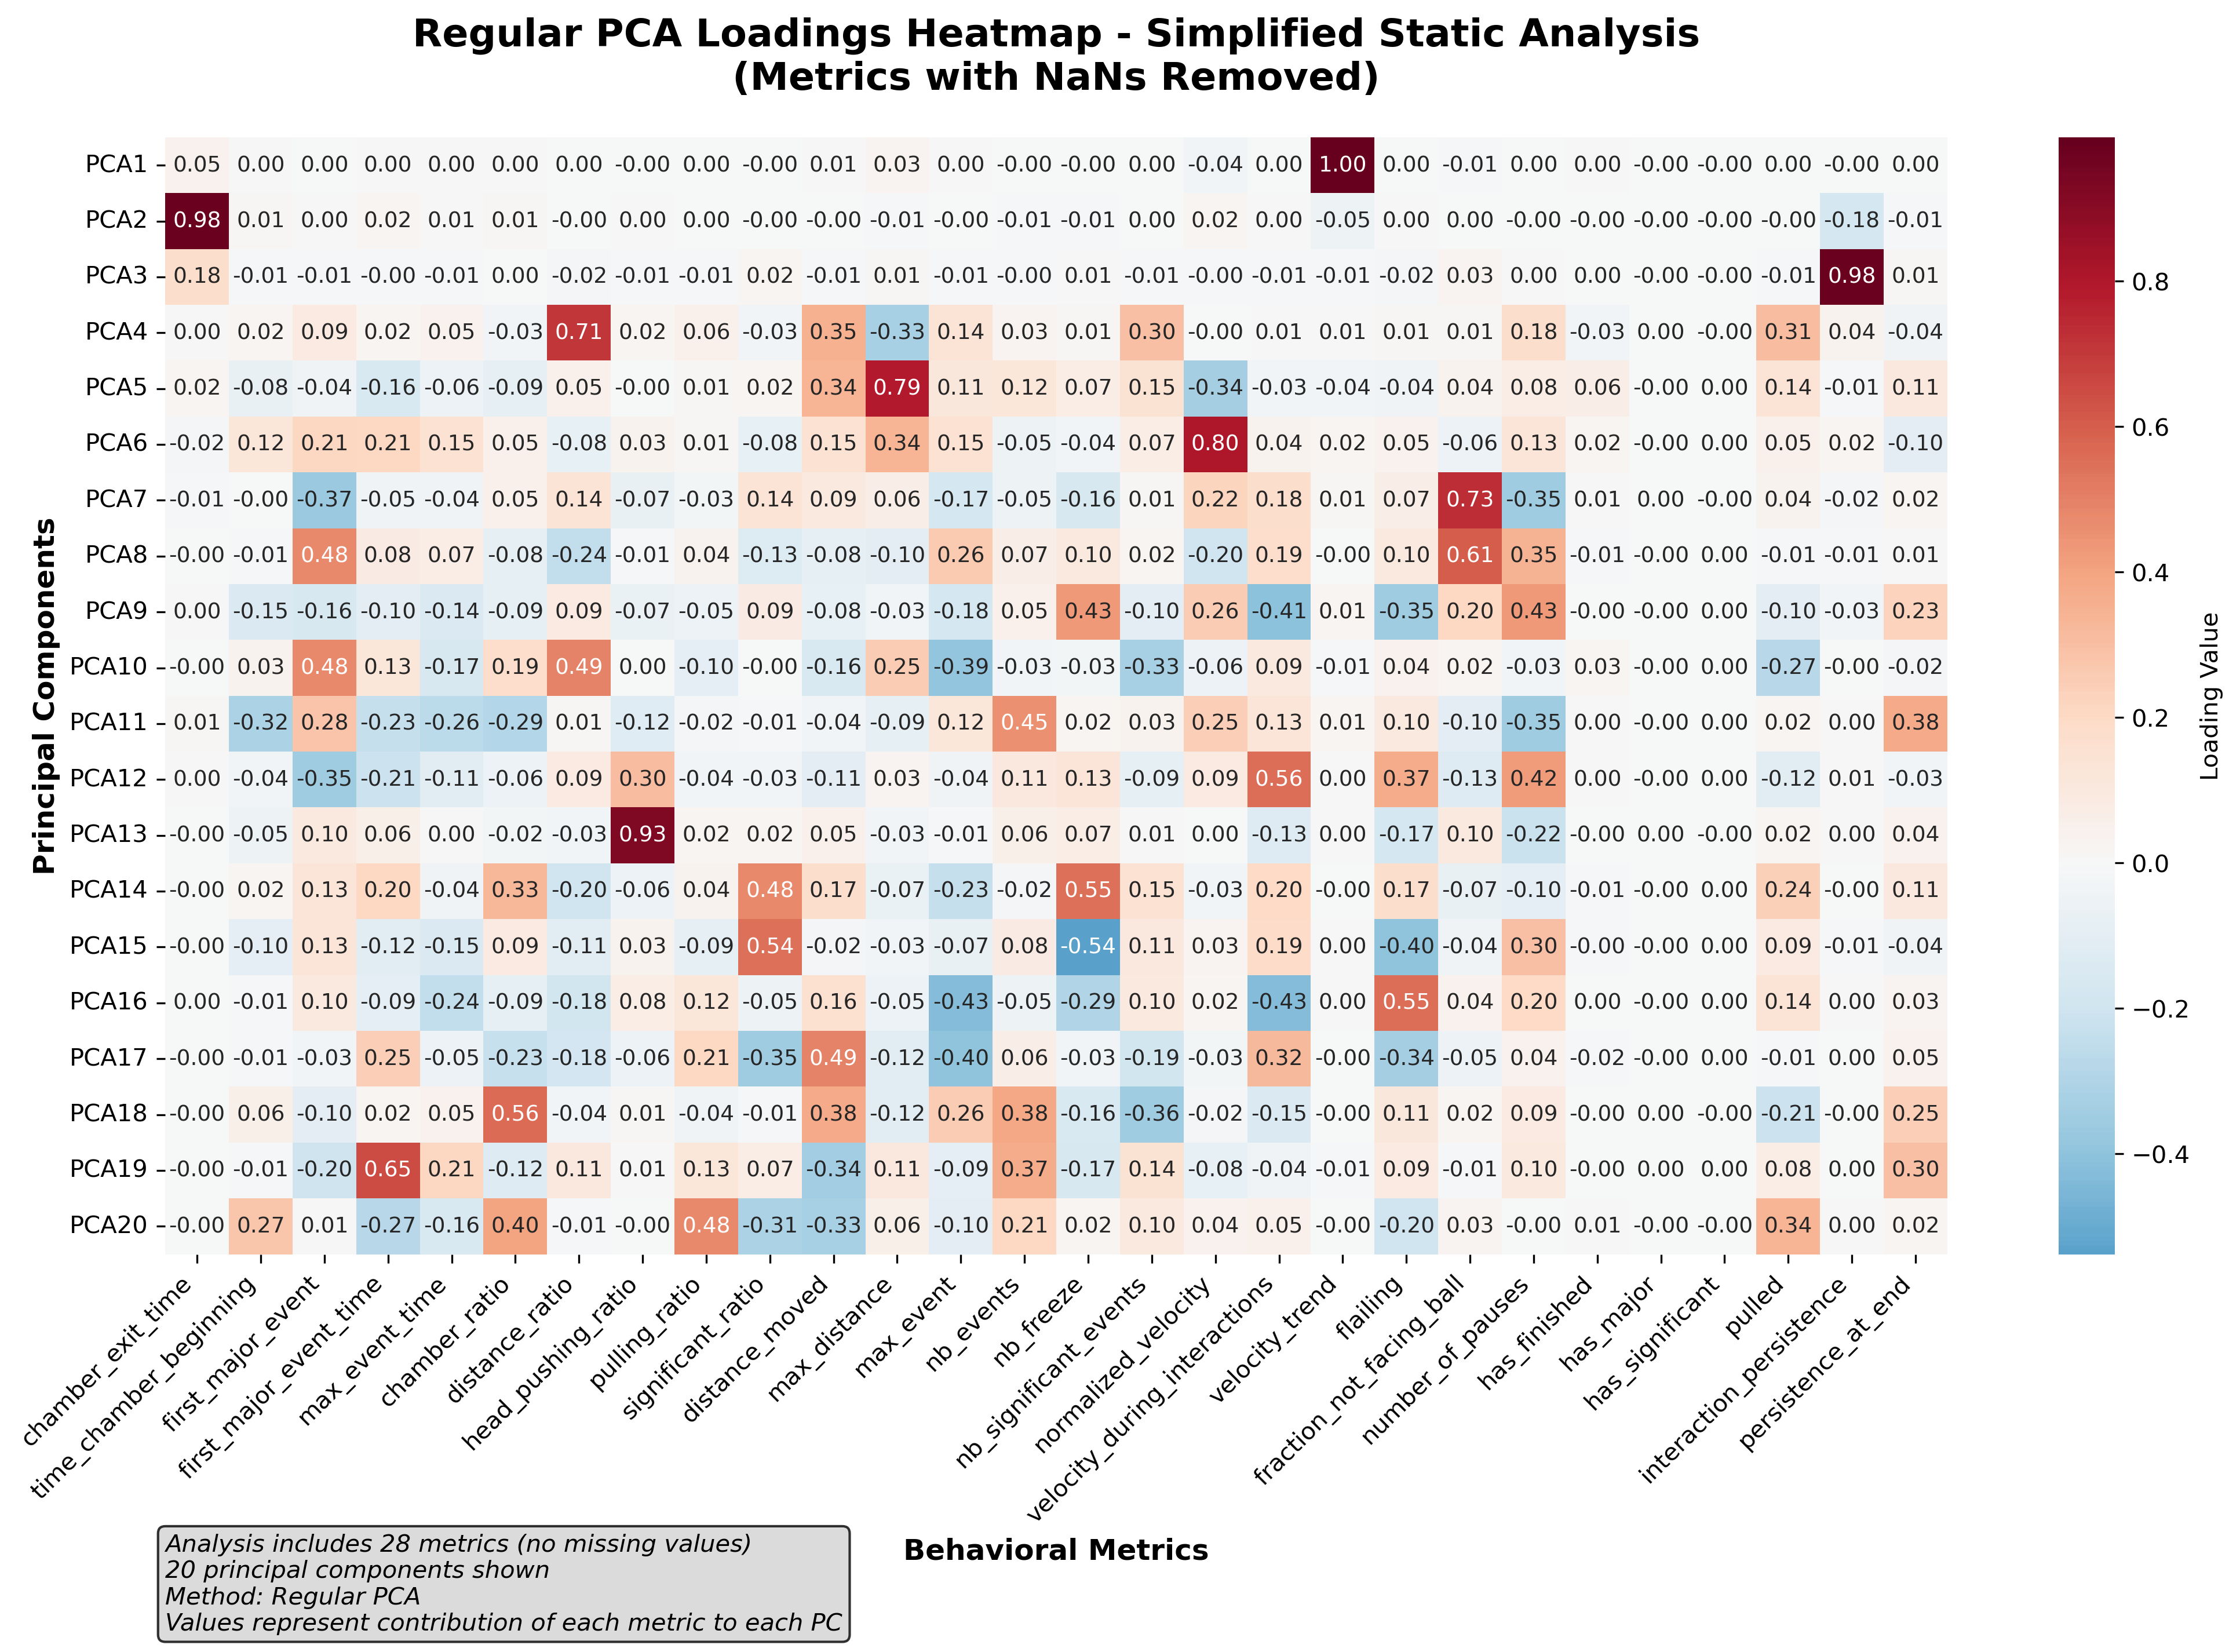 Regular PCA Loadings Heatmap - Simplified Static Analysis
(Metrics with NaNs Removed)
PCA1 0.05 0.00 0.00 0.00 0.00 0.00 0.00 -0.00 0.00 -0.00 0.01 0.03 0.00 -0.00 -0.00 0.00 -0.04 0.00 1.00 0.00 -0.01 0.00 0.00 -0.00 -0.00 0.00 -0.00 0.00
PCA2 0.98 0.01 0.00 0.02 0.01 0.01 -0.00 0.00 0.00 -0.00 -0.00 -0.01 -0.00 -0.01 -0.01 0.00 0.02 0.00 -0.05 0.00 0.00 -0.00 -0.00 -0.00 -0.00 -0.00 -0.18 -0.01
PCA3 0.18 -0.01 -0.01 -0.00 -0.01 0.00 -0.02 -0.01 -0.01 0.02 -0.01 0.01 -0.01 -0.00 0.01 -0.01 -0.00 -0.01 -0.01 -0.02 0.03 0.00 0.00 -0.00 -0.00 -0.01 0.98 0.01
PCA4 0.00 0.02 0.09 0.02 0.05 -0.03 0.71 0.02 0.06 -0.03 0.35 -0.33 0.14 0.03 0.01 0.30 -0.00 0.01 0.01 0.01 0.01 0.18 -0.03 0.00 -0.00 0.31 0.04 -0.04
PCA5 0.02 -0.08 -0.04 -0.16 -0.06 -0.09 0.05 -0.00 0.01 0.02 0.34 0.79 0.11 0.12 0.07 0.15 -0.34 -0.03 -0.04 -0.04 0.04 0.08 0.06 -0.00 0.00 0.14 -0.01 0.11
PCA6 -0.02 0.12 0.21 0.21 0.15 0.05 -0.08 0.03 0.01 -0.08 0.15 0.34 0.15 -0.05 -0.04 0.07 0.80 0.04 0.02 0.05 -0.06 0.13 0.02 -0.00 0.00 0.05 0.02 -0.10
PCA7 -0.01 -0.00 -0.37 -0.05 -0.04 0.05 0.14 -0.07 -0.03 0.14 0.09 0.06 -0.17 -0.05 -0.16 0.01 0.22 0.18 0.01 0.07 0.73 -0.35 0.01 0.00 -0.00 0.04 -0.02 0.02
PCA8 -0.00 -0.01 0.48 0.08 0.07 -0.08 -0.24 -0.01 0.04 -0.13 -0.08 -0.10 0.26 0.07 0.10 0.02 -0.20 0.19 -0.00 0.10 0.61 0.35 -0.01 -0.00 0.00 -0.01 -0.01 0.01
PCA9 0.00 -0.15 -0.16 -0.10 -0.14 -0.09 0.09 -0.07 -0.05 0.09 -0.08 -0.03 -0.18 0.05 0.43 -0.10 0.26 -0.41 0.01 -0.35 0.20 0.43 -0.00 -0.00 0.00 -0.10 -0.03 0.23
PCA10 -0.00 0.03 0.48 0.13 -0.17 0.19 0.49 0.00 -0.10 -0.00 -0.16 0.25 -0.39 -0.03 -0.03 -0.33 -0.06 0.09 -0.01 0.04 0.02 -0.03 0.03 -0.00 0.00 -0.27 -0.00 -0.02
PCA11 0.01 -0.32 0.28 -0.23 -0.26 -0.29 0.01 -0.12 -0.02 -0.01 -0.04 -0.09 0.12 0.45 0.02 0.03 0.25 0.13 0.01 0.10 -0.10 -0.35 0.00 -0.00 0.00 0.02 0.00 0.38
PCA12 0.00 -0.04 -0.35 -0.21 -0.11 -0.06 0.09 0.30 -0.04 -0.03 -0.11 0.03 -0.04 0.11 0.13 -0.09 0.09 0.56 0.00 0.37 -0.13 0.42 0.00 -0.00 0.00 -0.12 0.01 -0.03
PCA13 -0.00 -0.05 0.10 0.06 0.00 -0.02 -0.03 0.93 0.02 0.02 0.05 -0.03 -0.01 0.06 0.07 0.01 0.00 -0.13 -0.00 -0.17 0.10 -0.22 -0.00 0.00 -0.00 0.02 0.00 0.04
PCA14 -0.00 0.02 0.13 0.20 -0.04 0.33 -0.20 -0.06 0.04 0.48 0.17 -0.07 -0.23 -0.02 0.55 0.15 -0.03 0.20 -0.00 0.17 -0.07 -0.10 -0.01 -0.00 0.00 0.24 -0.00 0.11
PCA15 -0.00 -0.10 0.13 -0.12 -0.15 0.09 -0.11 0.03 -0.09 0.54 -0.02 -0.03 -0.07 0.08 -0.54 0.11 0.03 0.19 0.00 -0.40 -0.04 0.30 -0.00 -0.00 0.00 0.09 -0.01 -0.04
PCA16 0.00 -0.01 0.10 -0.09 -0.24 -0.09 -0.18 0.08 0.12 -0.05 0.16 -0.05 -0.43 -0.05 -0.29 0.10 0.02 -0.43 0.00 0.55 0.04 0.20 0.00 -0.00 0.00 0.14 0.00 0.03
PCA17 -0.00 -0.01 -0.03 0.25 -0.05 -0.23 -0.18 -0.06 0.21 -0.35 0.49 -0.12 -0.40 0.06 -0.03 -0.19 -0.03 0.32 -0.00 -0.34 -0.05 0.04 -0.02 -0.00 0.00 -0.01 0.00 0.05
PCA18 -0.00 0.06 -0.10 0.02 0.05 0.56 -0.04 0.01 -0.04 -0.01 0.38 -0.12 0.26 0.38 -0.16 -0.36 -0.02 -0.15 -0.00 0.11 0.02 0.09 -0.00 0.00 -0.00 -0.21 -0.00 0.25
PCA19 -0.00 -0.01 -0.20 0.65 0.21 -0.12 0.11 0.01 0.13 0.07 -0.34 0.11 -0.09 0.37 -0.17 0.14 -0.08 -0.04 -0.01 0.09 -0.01 0.10 -0.00 0.00 -0.00 0.08 0.00 0.30
PCA20 -0.00 0.27 0.01 -0.27 -0.16 0.40 -0.01 -0.00 0.48 -0.31 -0.33 0.06 -0.10 0.21 0.02 0.10 0.04 0.05 -0.00 -0.20 0.03 -0.00 0.01 -0.00 -0.00 0.34 0.00 0.02
Principal Components
chamber_exit_time
time_chamber_beginning
first_major_event
first_major_event_time
max_event_time
chamber_ratio
distance_ratio
head_pushing_ratio
pulling_ratio
significant_ratio
distance_moved
max_distance
max_event
nb_events
nb_freeze
nb_significant_events
normalized_velocity
velocity_during_interactions
velocity_trend
flailing
fraction_not_facing_ball
number_of_pauses
has_finished
has_major
has_significant
pulled
interaction_persistence
persistence_at_end
Behavioral Metrics
0.8
0.6
0.4
0.2
0.0
−0.2
−0.4
Loading Value
Analysis includes 28 metrics (no missing values)
20 principal components shown
Method: Regular PCA
Values represent contribution of each metric to each PC